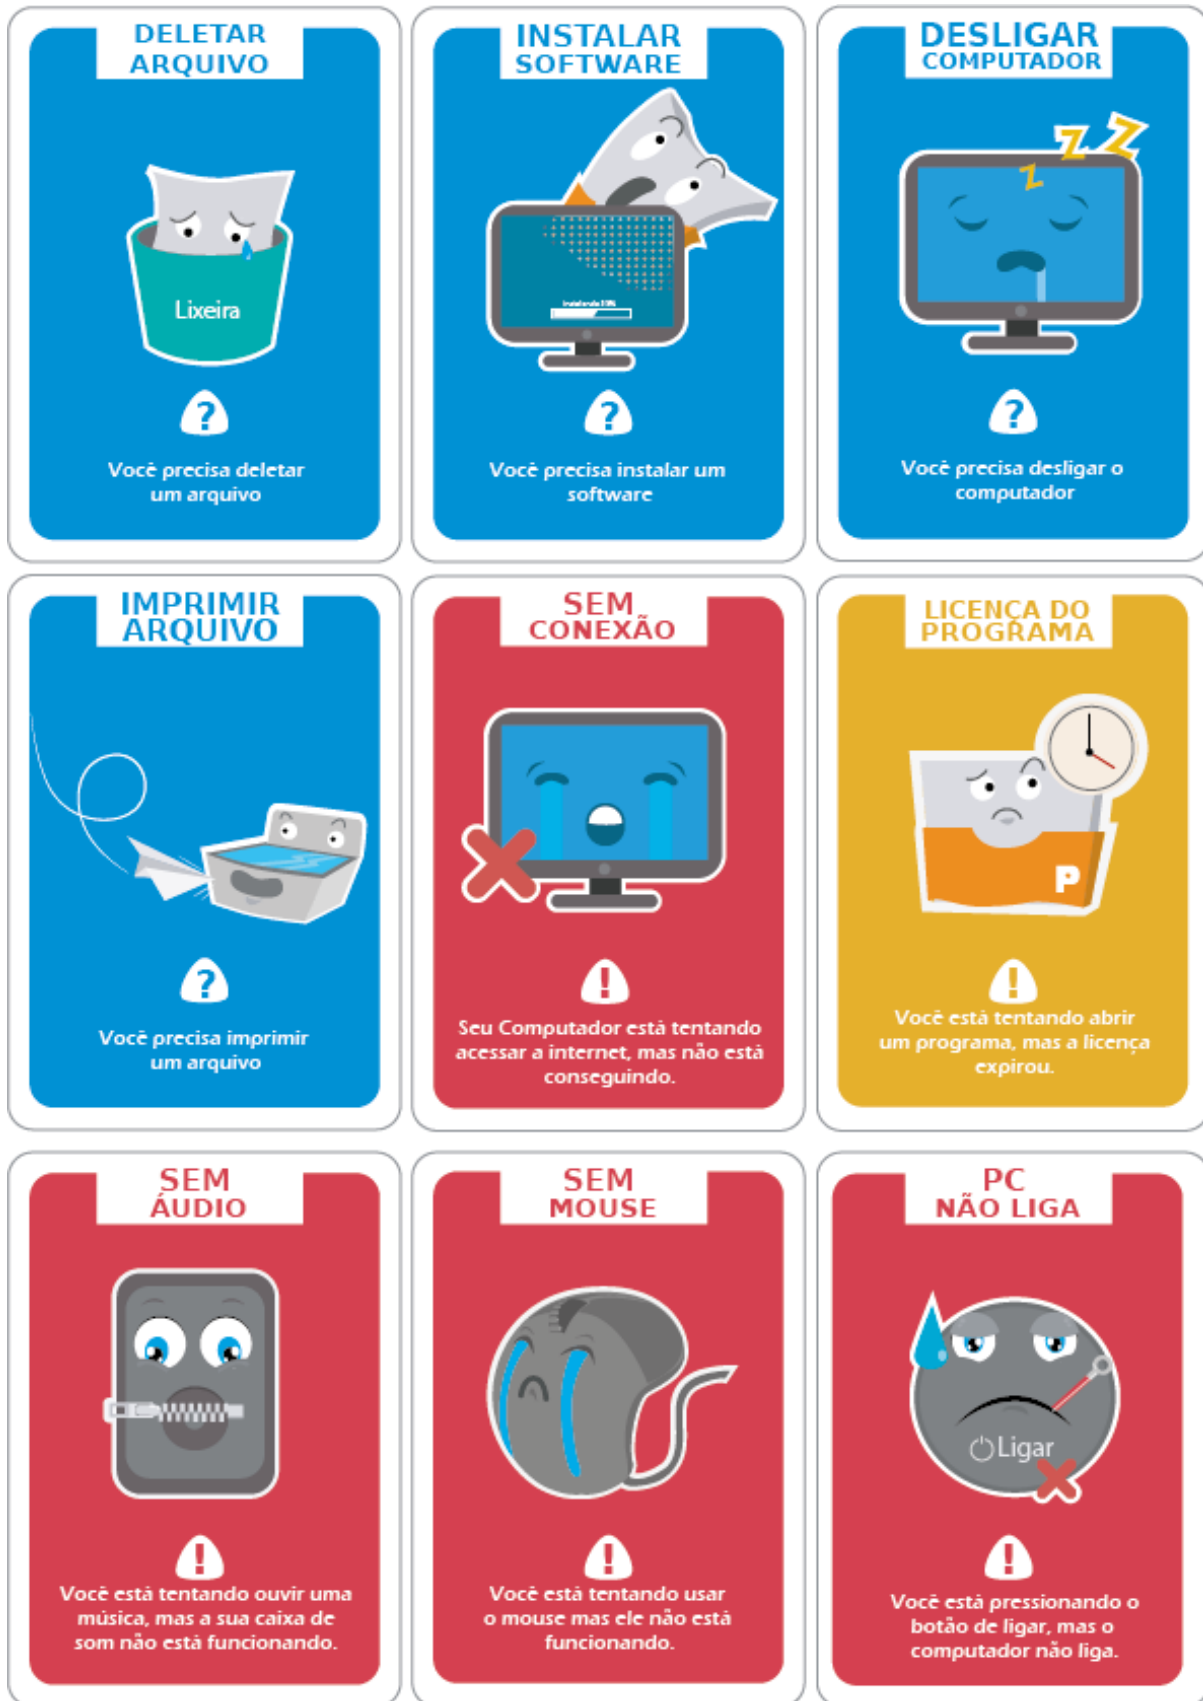 DELETAR
ARQUIVO
Lixeira
?
Você precisa deletar
um arquivo
INSTALAR
SOFTWARE
?
Você precisa instalar um
software
DESLIGAR
COMPUTADOR
Z Z Z
?
Você precisa desligar o
computador
IMPRIMIR
ARQUIVO
?
Você precisa imprimir
um arquivo
SEM
CONEXÃO
!
Seu Computador está tentando
acessar a internet, mas não está
conseguindo.
LICENÇA DO
PROGRAMA
P
!
Você está tentando abrir
um programa, mas a licença
expirou.
SEM
ÁUDIO
!
Você está tentando ouvir uma
música, mas a sua caixa de
som não está funcionando.
SEM
MOUSE
!
Você está tentando usar
o mouse mas ele não está
funcionando.
PC
NÃO LIGA
Ligar
!
Você está pressionando o
botão de ligar, mas o
computador não liga.